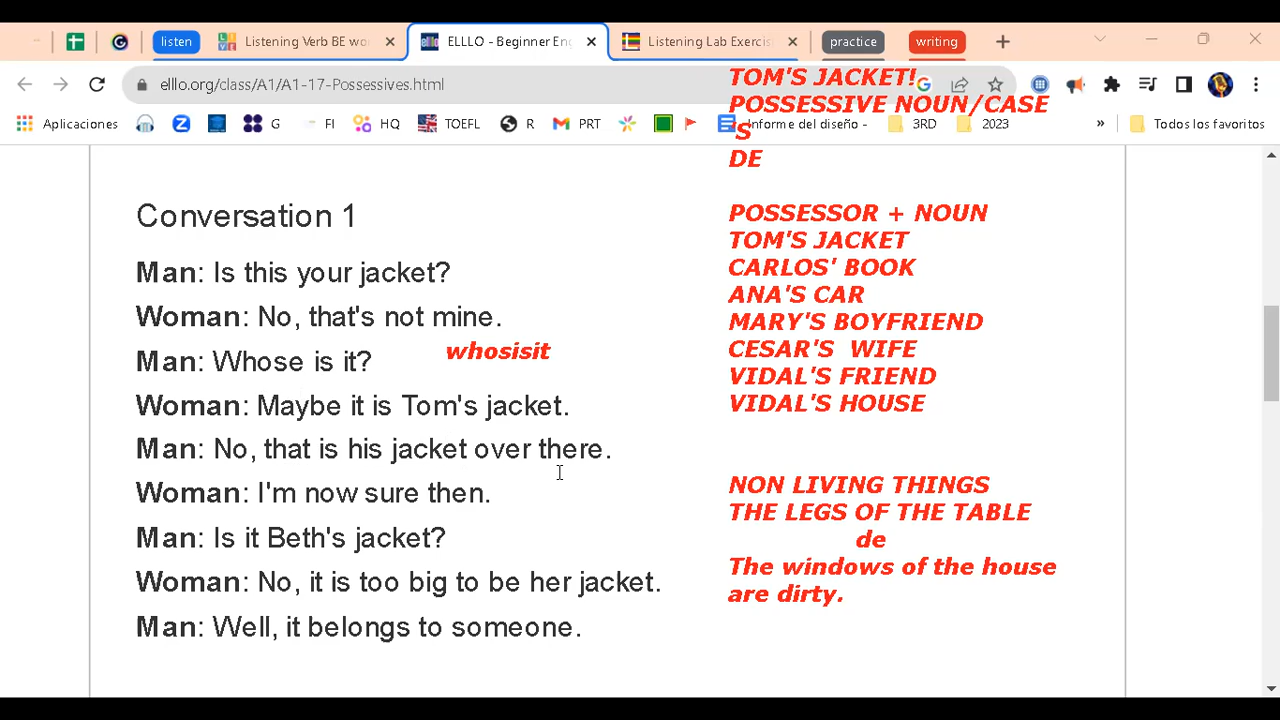 listen
Listening Verb BE wo
ELLLO - Beginner Eng
Listening Lab Exercis
practice
writing
elllo.org/class/A1/A1-17-Possessives.html
Aplicaciones
G
FI
HQ
TOEFL
R
PRT
Informe del diseño -
3RD
2023
»
Todos los favoritos
TOM'S JACKET!
POSSESSIVE NOUN/CASE
'S
DE
POSSESSOR + NOUN
TOM'S JACKET
CARLOS' BOOK
ANA'S CAR
MARY'S BOYFRIEND
CESAR'S WIFE
VIDAL'S FRIEND
VIDAL'S HOUSE
NON LIVING THINGS
THE LEGS OF THE TABLE
de
The windows of the house
are dirty.
Conversation 1
Man: Is this your jacket?
Woman: No, that's not mine.
Man: Whose is it?
whosisit
Woman: Maybe it is Tom's jacket.
Man: No, that is his jacket over there.
Woman: I'm now sure then.
Man: Is it Beth's jacket?
Woman: No, it is too big to be her jacket.
Man: Well, it belongs to someone.